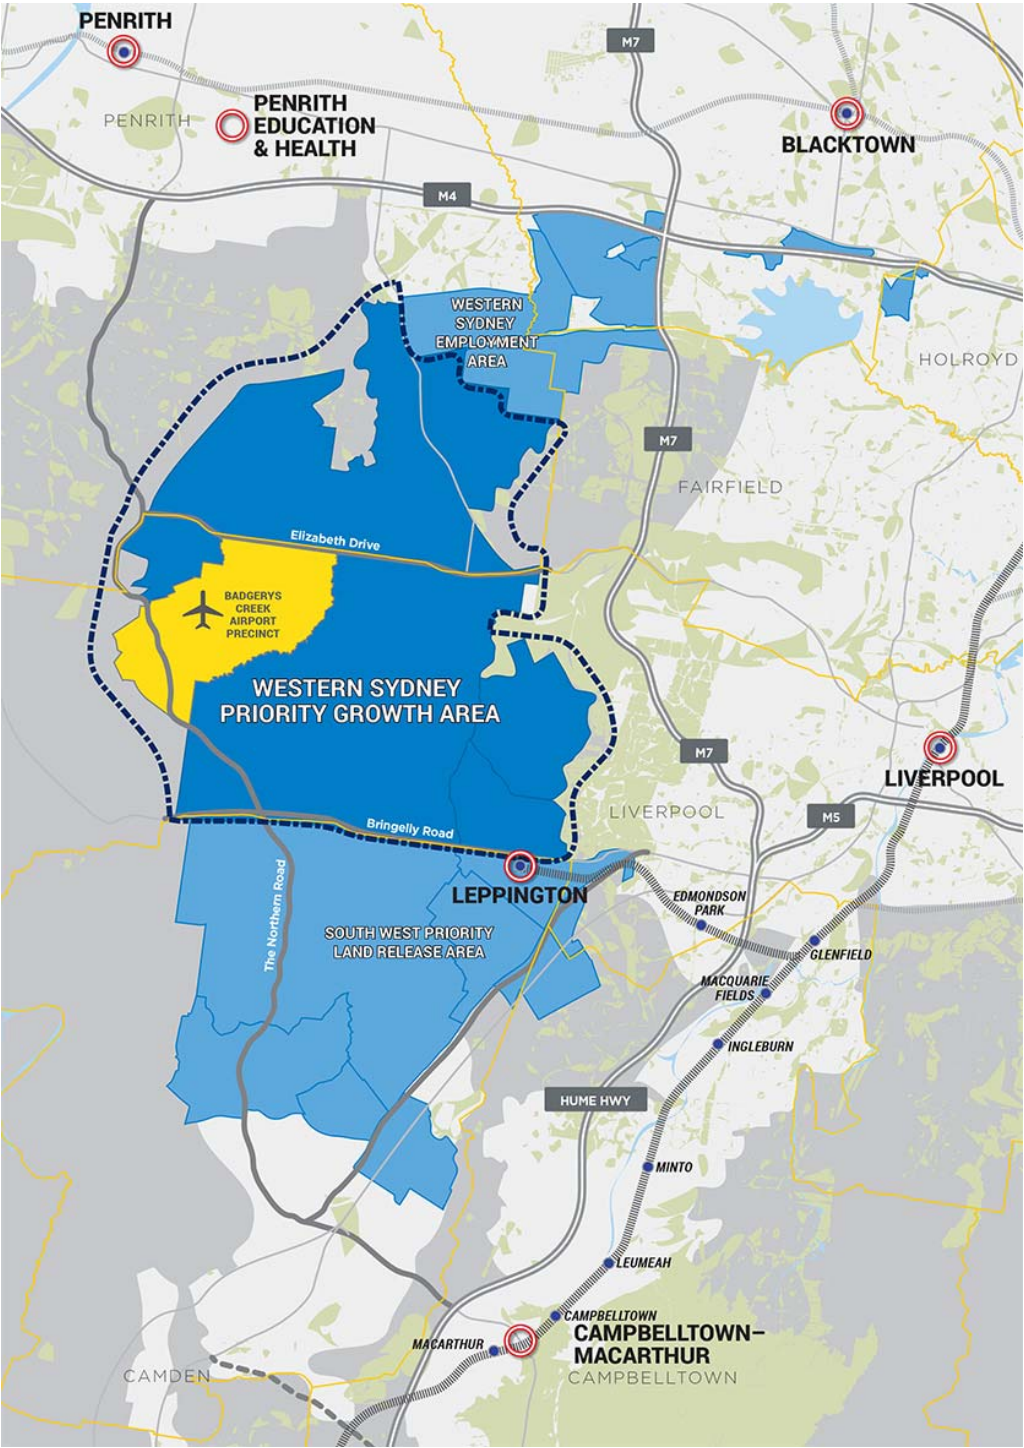 PENRITH
PENRITH
PENRITH
EDUCATION
& HEALTH
M7
BLACKTOWN
M4
WESTERN
SYDNEY
EMPLOYMENT
AREA
HOLROYD
M7
FAIRFIELD
Elizabeth Drive
BADGERYS
CREEK
AIRPORT
PRECINCT
WESTERN SYDNEY
PRIORITY GROWTH AREA
M7
LIVERPOOL
LIVERPOOL
M5
Bringelly Road
LEPPINGTON
The Northern Road
SOUTH WEST PRIORITY
LAND RELEASE AREA
EDMONDSON
PARK
GLENFIELD
MACQUARIE
FIELDS
INGLEBURN
HUME HWY
MINTO
LEUMEAH
CAMPBELLTOWN
MACARTHUR
CAMPBELLTOWN–
MACARTHUR
CAMPBELLTOWN
CAMDEN